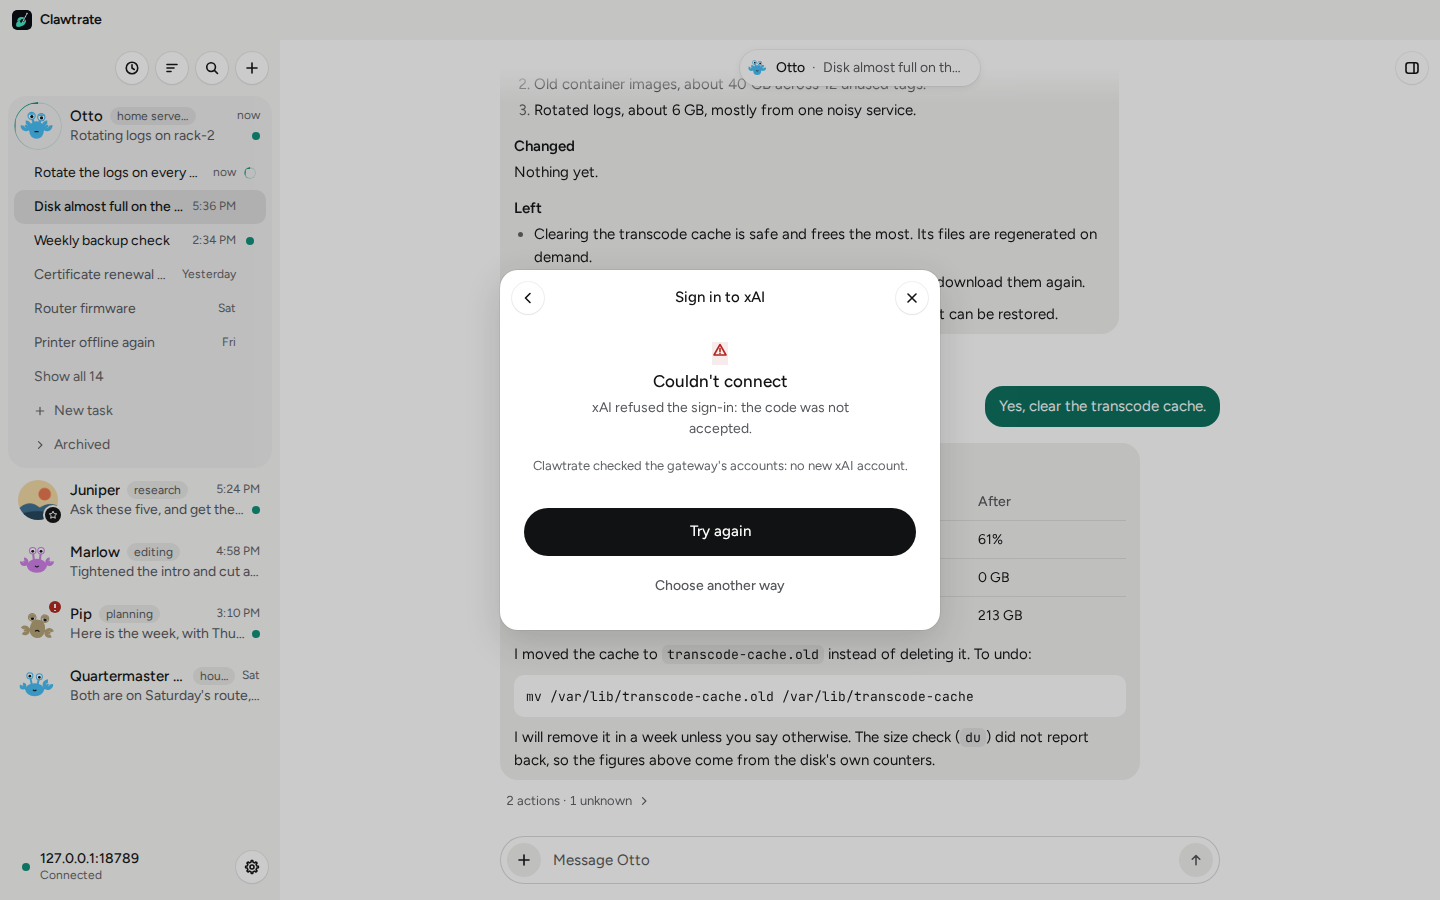 Clawtrate
Otto home serve... now
Rotating logs on rack-2
Rotate the logs on every ... now
Disk almost full on the ... 5:36 PM
Weekly backup check 2:34 PM
Certificate renewal ... Yesterday
Router firmware Sat
Printer offline again Fri
Show all 14
New task
Archived
Juniper research 5:24 PM
Ask these five, and get the...
Marlow editing 4:58 PM
Tightened the intro and cut a...
Pip planning 3:10 PM
Here is the week, with Thu...
Quartermaster ... hou... Sat
Both are on Saturday's route,...
127.0.0.1:18789
Connected
Otto · Disk almost full on th...
2. Old container images, about 40 GB across 12 unused tags.
3. Rotated logs, about 6 GB, mostly from one noisy service.
Changed
Nothing yet.
Left
• Clearing the transcode cache is safe and frees the most. Its files are regenerated on
demand.
download them again.
t can be restored.
Sign in to xAI
Couldn't connect
xAI refused the sign-in: the code was not
accepted.
Clawtrate checked the gateway's accounts: no new xAI account.
Try again
Choose another way
Yes, clear the transcode cache.
After
61%
0 GB
213 GB
I moved the cache to transcode-cache.old instead of deleting it. To undo:
mv /var/lib/transcode-cache.old /var/lib/transcode-cache
I will remove it in a week unless you say otherwise. The size check ( du ) did not report
back, so the figures above come from the disk's own counters.
2 actions · 1 unknown
Message Otto